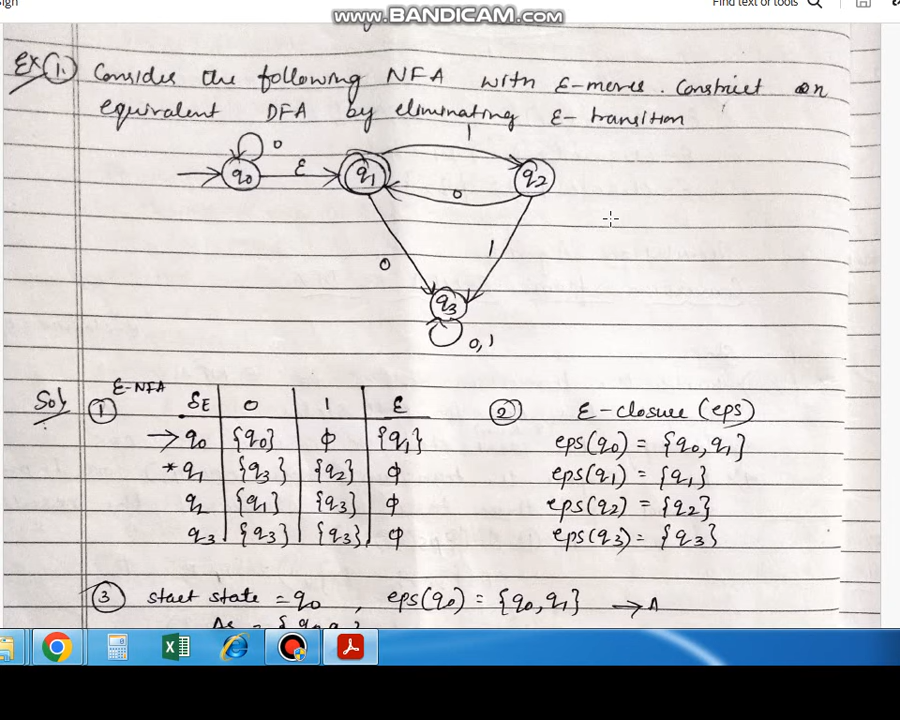 sign
Find text or tools
www.BANDICAM.com
Ex 1. Consider the following NFA with ε-moves. Construct an
equivalent DFA by eliminating ε-transition
0
ε
1
q0
q1
q2
0
0
1
q3
0,1
Sol
1 ε-NFA
δE 0 1 ε
→ q0 {q0} ϕ {q1}
* q1 {q3} {q2} ϕ
q2 {q1} {q3} ϕ
q3 {q3} {q3} ϕ
2 ε-closure (eps)
eps(q0) = {q0, q1}
eps(q1) = {q1}
eps(q2) = {q2}
eps(q3) = {q3}
3 start state = q0 , eps(q0) = {q0, q1} → A